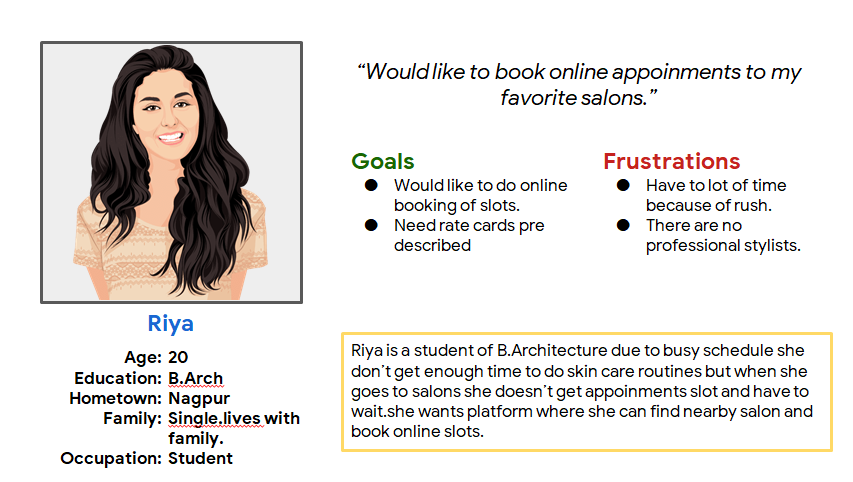 “Would like to book online appoinments to my
favorite salons.”
Goals
● Would like to do online
booking of slots.
● Need rate cards pre
described
Frustrations
● Have to lot of time
because of rush.
● There are no
professional stylists.
Riya
Age: 20
Education: B.Arch
Hometown: Nagpur
Family: Single.lives with
family.
Occupation: Student
Riya is a student of B.Architecture due to busy schedule she
don’t get enough time to do skin care routines but when she
goes to salons she doesn’t get appoinments slot and have to
wait.she wants platform where she can find nearby salon and
book online slots.